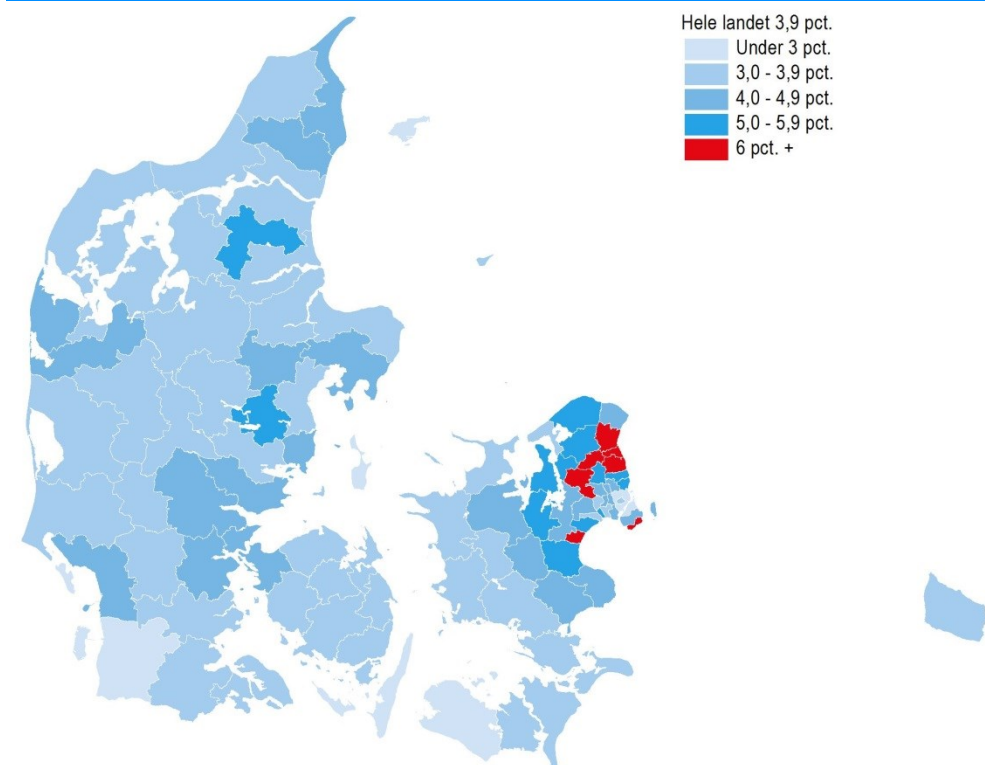 Hele landet 3,9 pct.
Under 3 pct.
3,0 - 3,9 pct.
4,0 - 4,9 pct.
5,0 - 5,9 pct.
6 pct. +